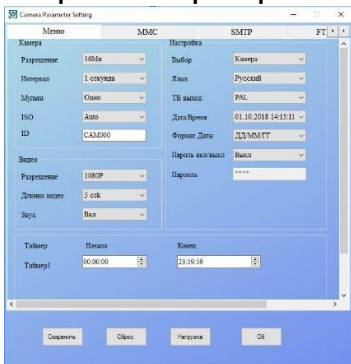 Camera Parameter Setting
Меню MMC SMTP FT
Камера Настройка
Разрешение 16Мп Выбор Камера
Интервал 1 секунда Язык Русский
Мульти Один ТВ выход PAL
ISO Auto Дата/Время 01.10.2018 14:15:11
ID CAM000 Формат Даты ДД/ММ/ГГ
Видео Пароль вкл/выкл Выкл
Разрешение 1080P Пароль ****
Длинна видео 5 сек
Звук Вкл
Таймер Начало Конец
Таймер1 00:00:00 23:59:59
Сохранить Сброс Нагрузка Об